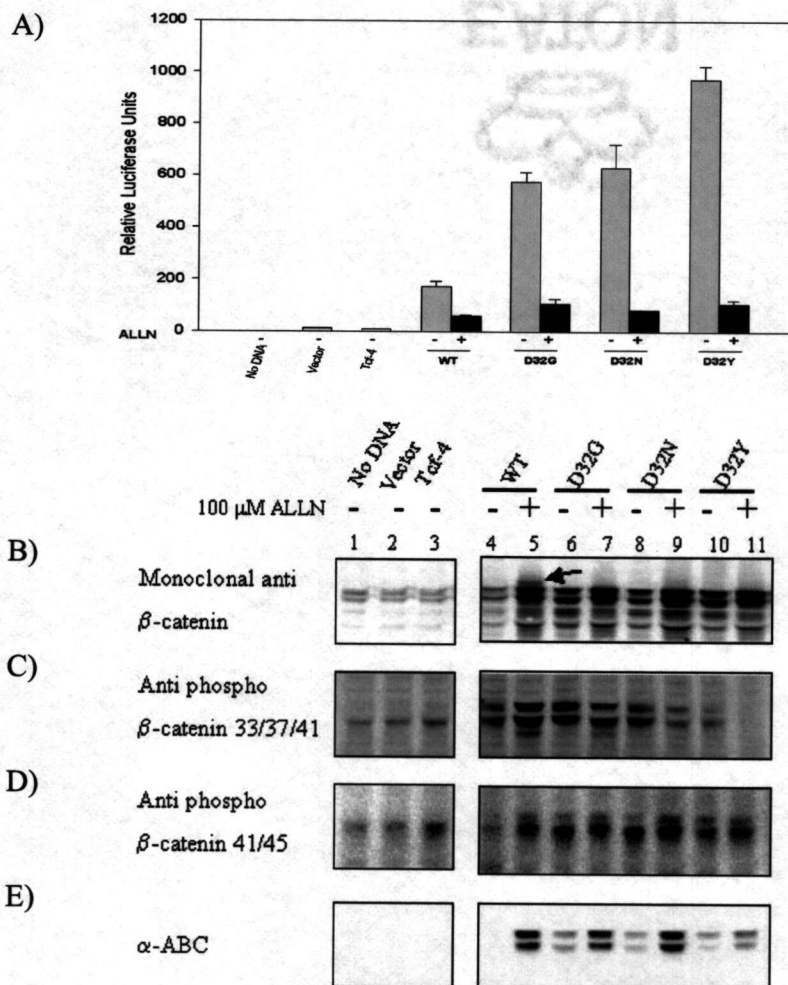 A)
EATON
Relative Luciferase Units
1200
1000
800
600
400
200
0
ALLN - - - - + - + - + - +
No DNA Vector Tcf-4 WT D32G D32N D32Y
No DNA Vector Tcf-4 WT D32G D32N D32Y
100 μM ALLN - - - - + - + - + - +
1 2 3 4 5 6 7 8 9 10 11
B)
Monoclonal anti
β-catenin
C)
Anti phospho
β-catenin 33/37/41
D)
Anti phospho
β-catenin 41/45
E)
α-ABC